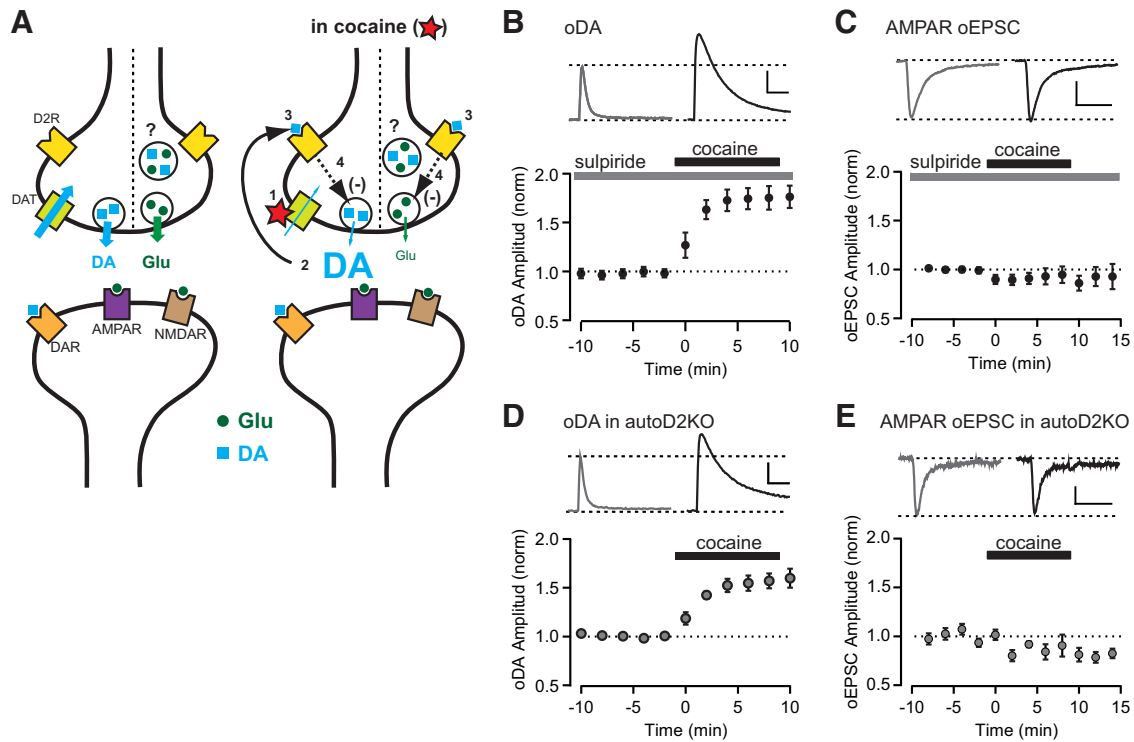 A
in cocaine ( )
D2R
?
DAT
DA
Glu
DAR
AMPAR
NMDAR
3
?
3
4
4
1
(-)
(-)
2
DA
Glu
Glu
DA
B
oDA
sulpiride
cocaine
2.0
1.5
1.0
0.5
oDA Amplitud (norm)
-10
-5
0
5
10
Time (min)
C
AMPAR oEPSC
sulpiride
cocaine
2.0
1.5
1.0
0.5
oEPSC Amplitude (norm)
-10
-5
0
5
10
15
Time (min)
D
oDA in autoD2KO
cocaine
2.0
1.5
1.0
0.5
oDA Amplitud (norm)
-10
-5
0
5
10
Time (min)
E
AMPAR oEPSC in autoD2KO
cocaine
2.0
1.5
1.0
0.5
oEPSC Amplitude (norm)
-10
-5
0
5
10
15
Time (min)